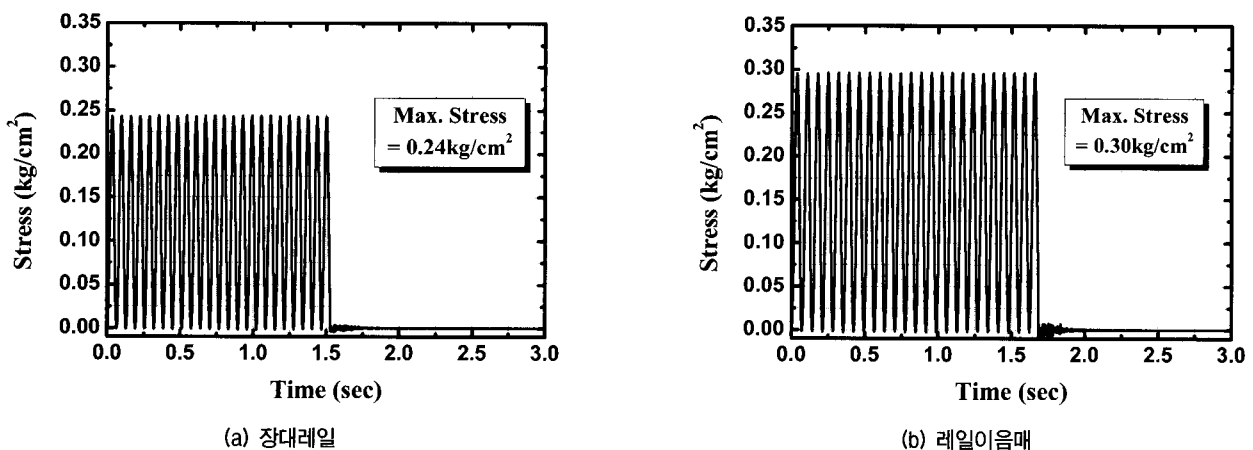 0.35
0.30
0.25
0.20
0.15
0.10
0.05
0.00
Stress (kg/cm²)
Max. Stress
= 0.24kg/cm²
0.0 0.5 1.0 1.5 2.0 2.5 3.0
Time (sec)
(a) 장대레일
0.35
0.30
0.25
0.20
0.15
0.10
0.05
0.00
Stress (kg/cm²)
Max. Stress
= 0.30kg/cm²
0.0 0.5 1.0 1.5 2.0 2.5 3.0
Time (sec)
(b) 레일이음매